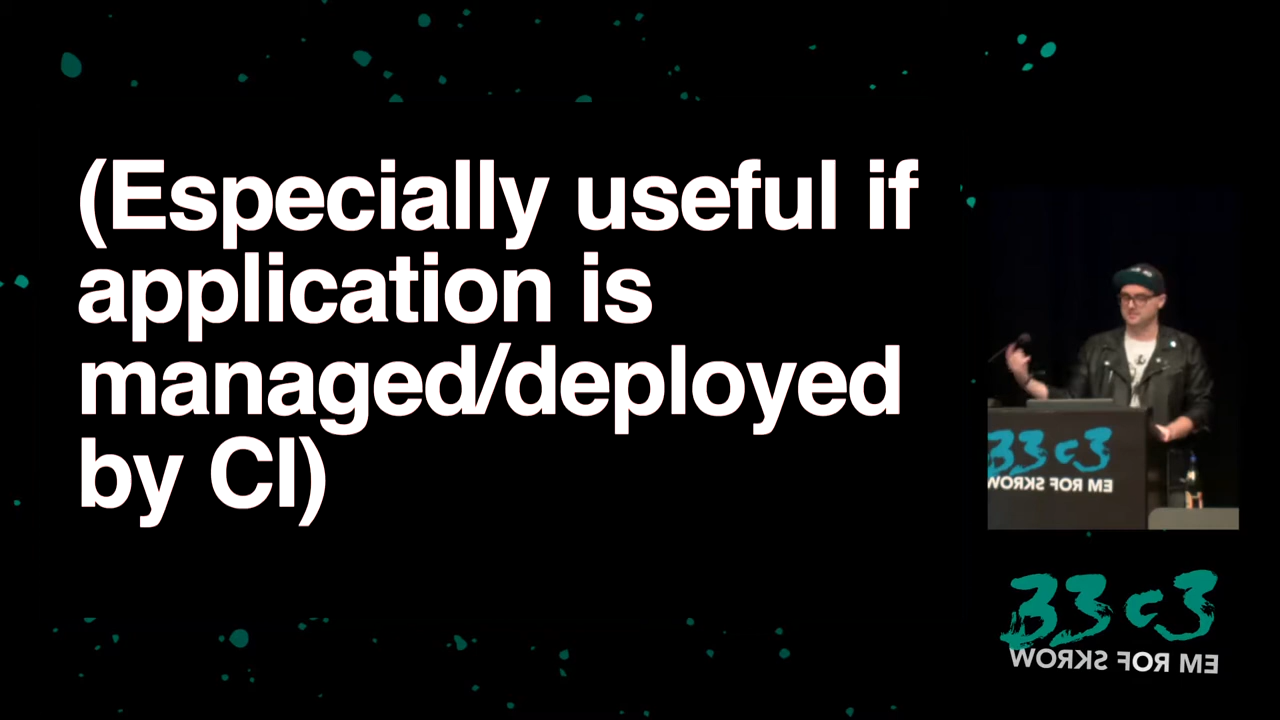 (Especially useful if
application is
managed/deployed
by CI)
33c3
WORKS FOR ME
33c3
WORKS FOR ME